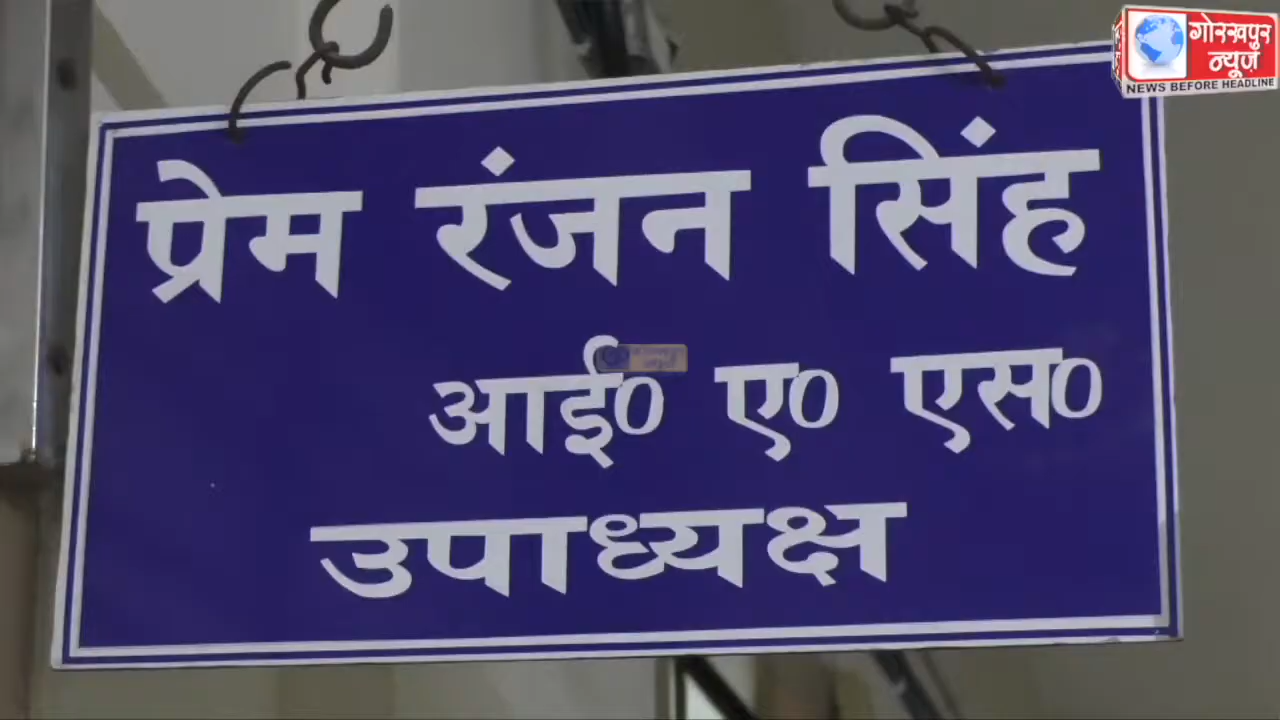 गोरखपुर
न्यूज़
NEWS BEFORE HEADLINE
प्रेम रंजन सिंह
आई० ए० एस०
उपाध्यक्ष